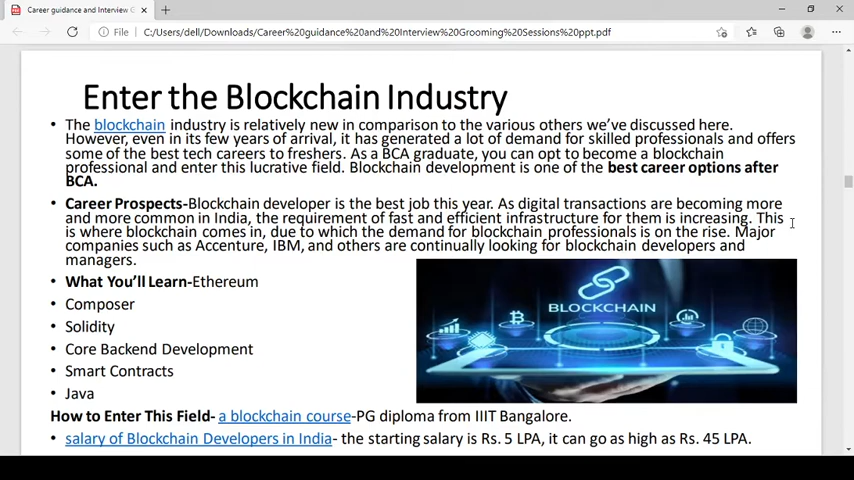 Career guidance and Interview G
File
C:/Users/dell/Downloads/Career%20guidance%20and%20Interview%20Grooming%20Sessions%20ppt.pdf
Enter the Blockchain Industry
• The blockchain industry is relatively new in comparison to the various others we've discussed here.
However, even in its few years of arrival, it has generated a lot of demand for skilled professionals and offers
some of the best tech careers to freshers. As a BCA graduate, you can opt to become a blockchain
professional and enter this lucrative field. Blockchain development is one of the best career options after
BCA.
• Career Prospects-Blockchain developer is the best job this year. As digital transactions are becoming more
and more common in India, the requirement of fast and efficient infrastructure for them is increasing. This
is where blockchain comes in, due to which the demand for blockchain professionals is on the rise. Major
companies such as Accenture, IBM, and others are continually looking for blockchain developers and
managers.
• What You'll Learn-Ethereum
• Composer
• Solidity
• Core Backend Development
• Smart Contracts
• Java
BLOCKCHAIN
How to Enter This Field- a blockchain course-PG diploma from IIIT Bangalore.
• salary of Blockchain Developers in India- the starting salary is Rs. 5 LPA, it can go as high as Rs. 45 LPA.